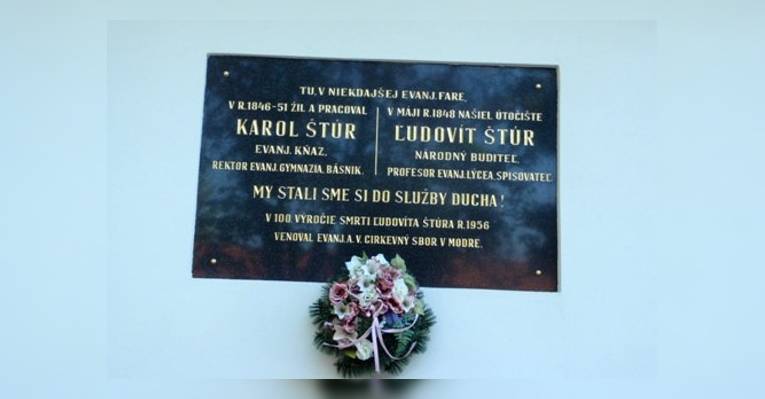 TU, V NIEKDAJŠEJ EVANJ. FARE,
V R.1846-51 ŽIL A PRACOVAL
KAROL ŠTÚR
EVANJ. KŇAZ,
REKTOR EVANJ. GYMNAZIA, BÁSNIK.
V MÁJI R.1848 NAŠIEL ÚTOČIŠTE
ĽUDOVÍT ŠTÚR
NÁRODNÝ BUDITEĽ,
PROFESOR EVANJ. LÝCEA, SPISOVATEĽ
MY STALI SME SI DO SLUŽBY DUCHA!
V 100. VÝROČIE SMRTI ĽUDOVÍTA ŠTÚRA R.1956
VENOVAL EVANJ. A. V. CIRKEVNÝ SBOR V MODRE.